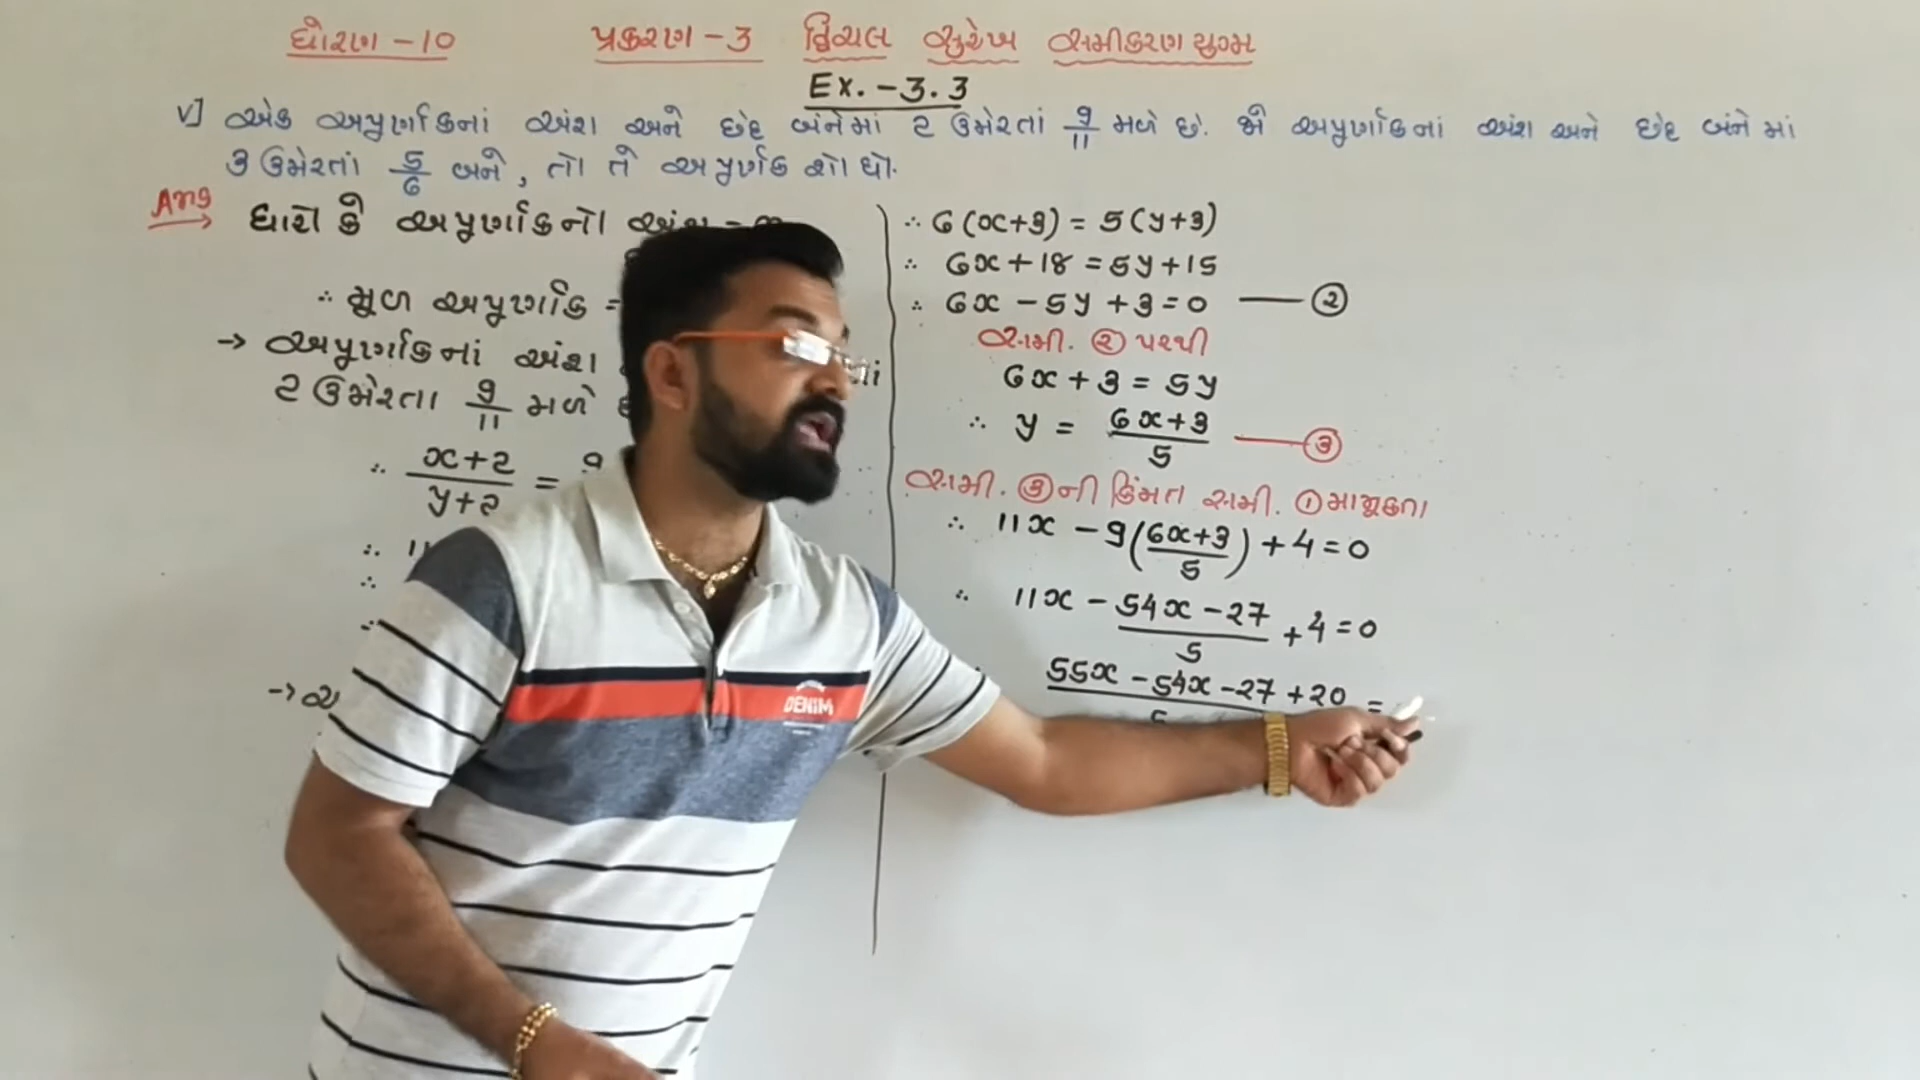 ધોરણ - 10 પ્રકરણ - 3 દ્વિચલ સુરેખ સમીકરણ યુગ્મ
Ex. - 3.3
V] એક અપૂર્ણાંકનાં અંશ અને છેદ બંનેમાં 2 ઉમેરતાં 9/11 મળે છે. જો અપૂર્ણાંકનાં અંશ અને છેદ બંને માં
3 ઉમેરતાં 5/6 બને, તો તે અપૂર્ણાંક શોધો.
Ans
ધારો કે અપૂર્ણાંકનો અંશ =
∴ મૂળ અપૂર્ણાંક =
→ અપૂર્ણાંકનાં અંશ
2 ઉમેરતા 9/11 મળે
∴ x+2/y+2 = 9
∴ 11
∴
∴
→
∴ 6(x+3) = 5(y+3)
∴ 6x+18 = 5y+15
∴ 6x - 5y + 3 = 0 — ②
સમી. ② પરથી
6x + 3 = 5y
∴ y = 6x+3/5 — ③
સમી. ③ની કિંમત સમી. ① મા મૂકતા
∴ 11x - 9(6x+3/5) + 4 = 0
∴ 11x - 54x - 27/5 + 4 = 0
55x - 54x - 27 + 20/5 =
DENIM